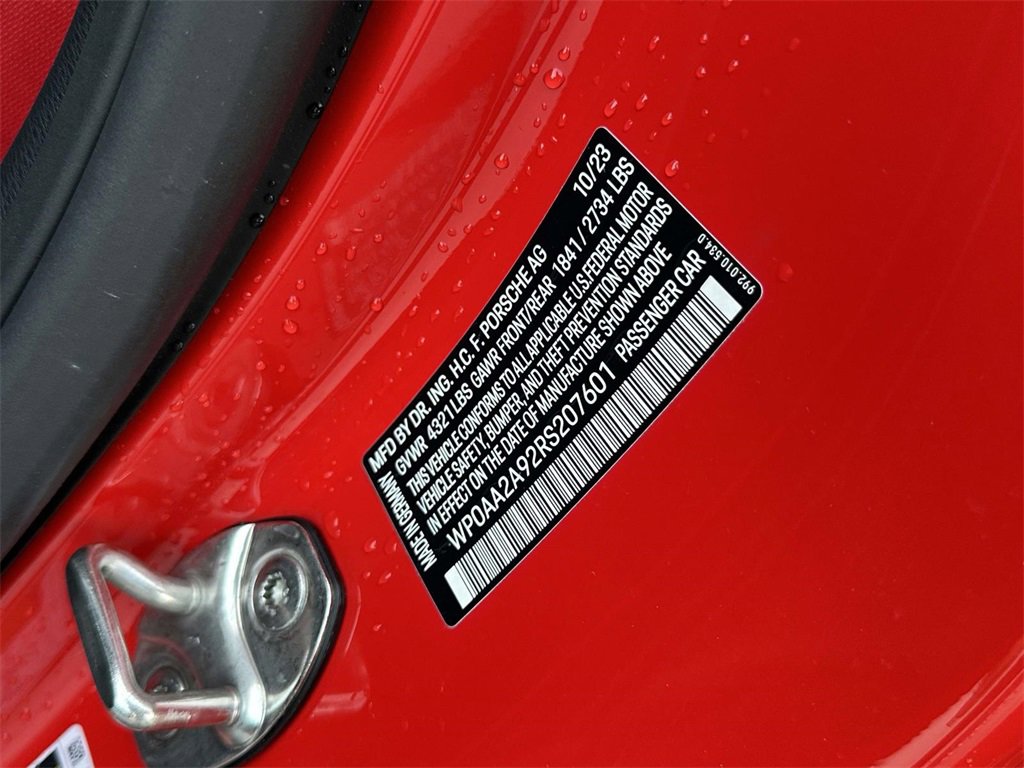 MFD BY DR. ING. H.C. F. PORSCHE AG 10/23
GVWR 4321 LBS GAWR FRONT/REAR 1841 / 2734 LBS
THIS VEHICLE CONFORMS TO ALL APPLICABLE U.S. FEDERAL MOTOR
VEHICLE SAFETY, BUMPER, AND THEFT PREVENTION STANDARDS
IN EFFECT ON THE DATE OF MANUFACTURE SHOWN ABOVE
WP0AA2A92RS207601 PASSENGER CAR
MADE IN GERMANY
992.010.534.D